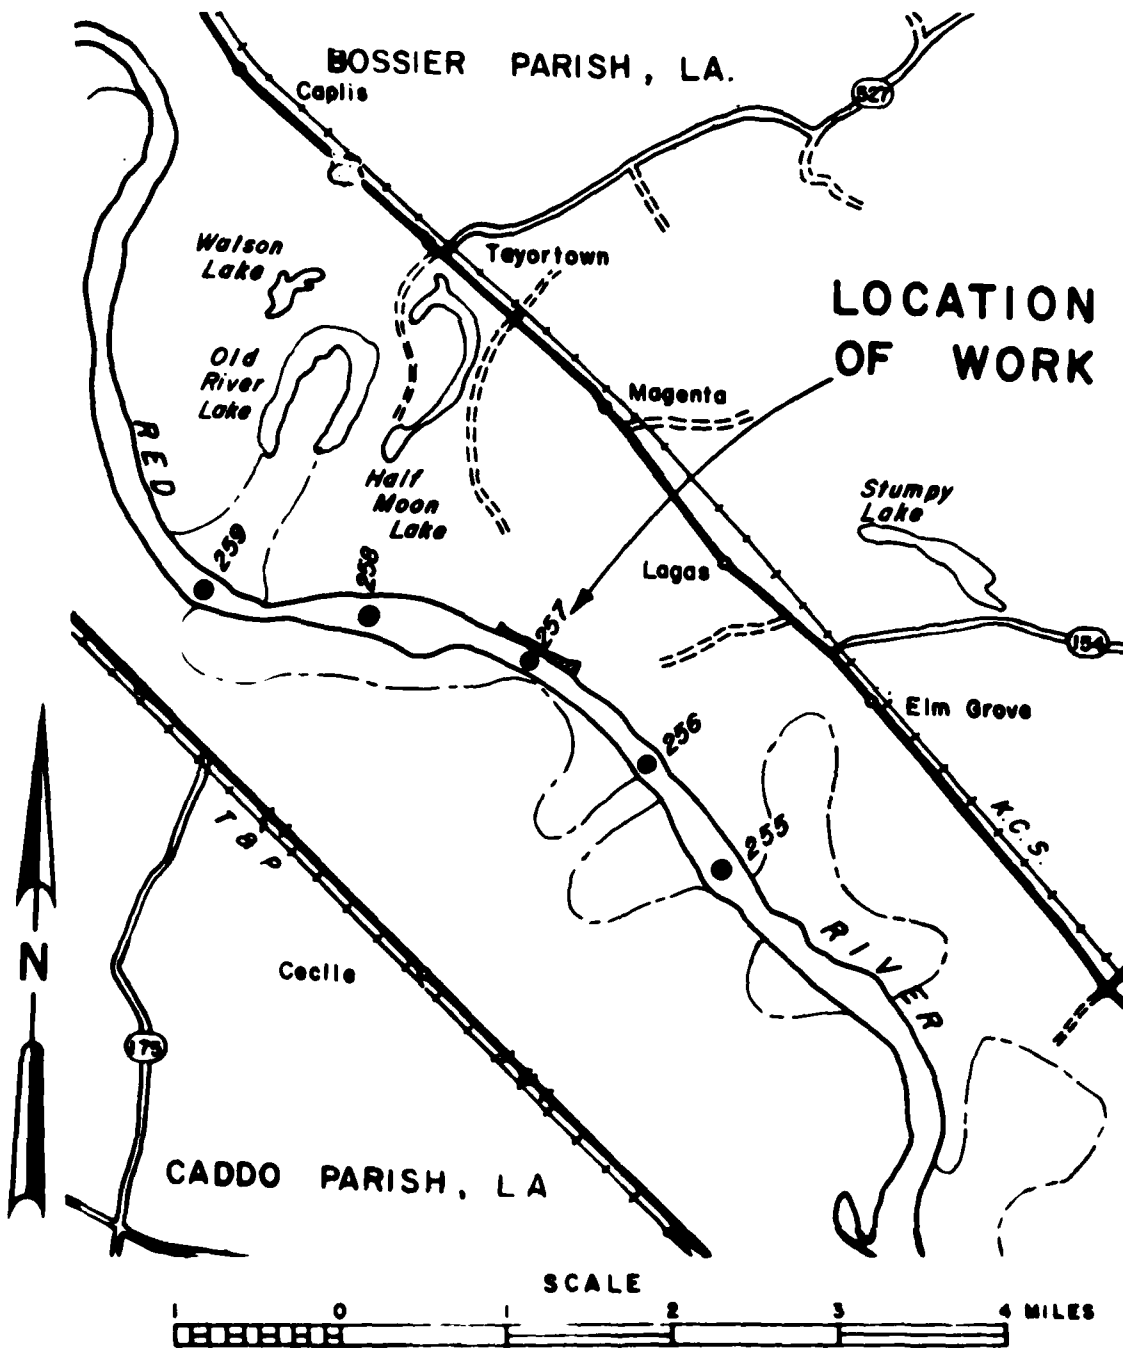 BOSSIER PARISH, LA.
Caplis
527
Walson
Lake
Tayortown
LOCATION
OF WORK
Old
River
Lake
Magenta
RED
Half
Moon
Lake
Stumpy
Lake
259
258
Lagas
257
154
Elm Grove
256
T & P
K.C.S.
255
RIVER
N
Cecile
175
CADDO PARISH, LA
SCALE
1 0 1 2 3 4 MILES